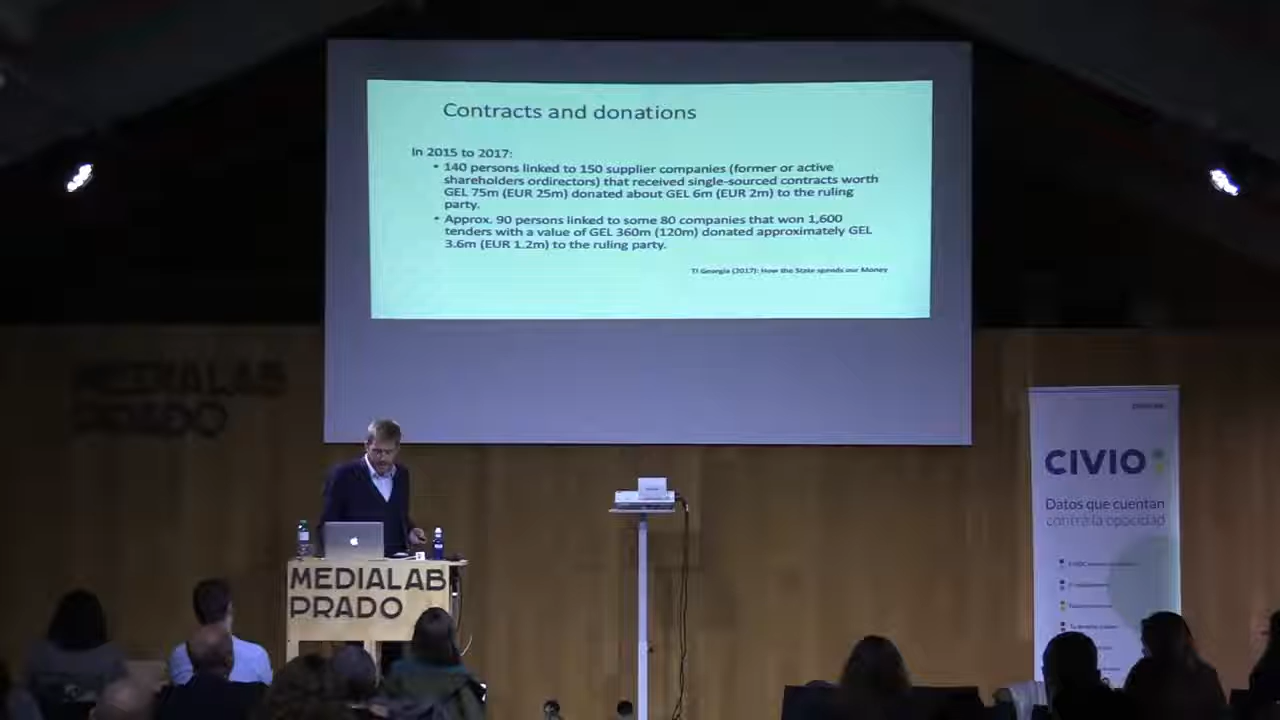 Contracts and donations
In 2015 to 2017:
• 140 persons linked to 150 supplier companies (former or active
shareholders ordirectors) that received single-sourced contracts worth
GEL 75m (EUR 25m) donated about GEL 6m (EUR 2m) to the ruling
party.
• Approx. 90 persons linked to some 80 companies that won 1,600
tenders with a value of GEL 360m (120m) donated approximately GEL
3.6m (EUR 1.2m) to the ruling party.
TI Georgia (2017): How the State spends our Money
MEDIALAB
PRADO
CIVIO
Datos que cuentan
contra la opacidad
MEDIALAB
PRADO